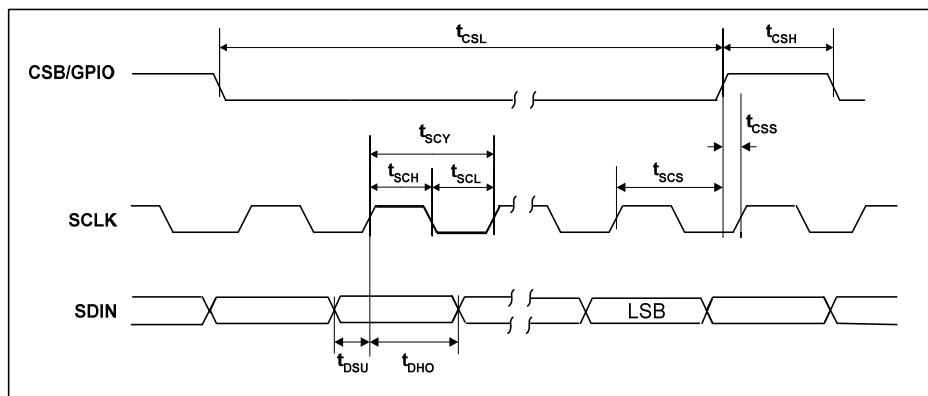 tCSL
tCSH
CSB/GPIO
tCSS
tSCY
tSCH
tSCL
tSCS
SCLK
SDIN
LSB
tDSU
tDHO